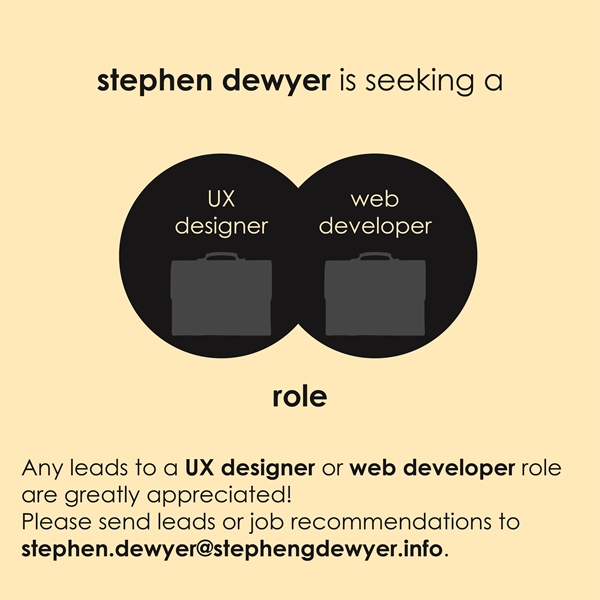 stephen dewyer is seeking a
UX
designer
web
developer
role
Any leads to a UX designer or web developer role
are greatly appreciated!
Please send leads or job recommendations to
stephen.dewyer@stephengdewyer.info.